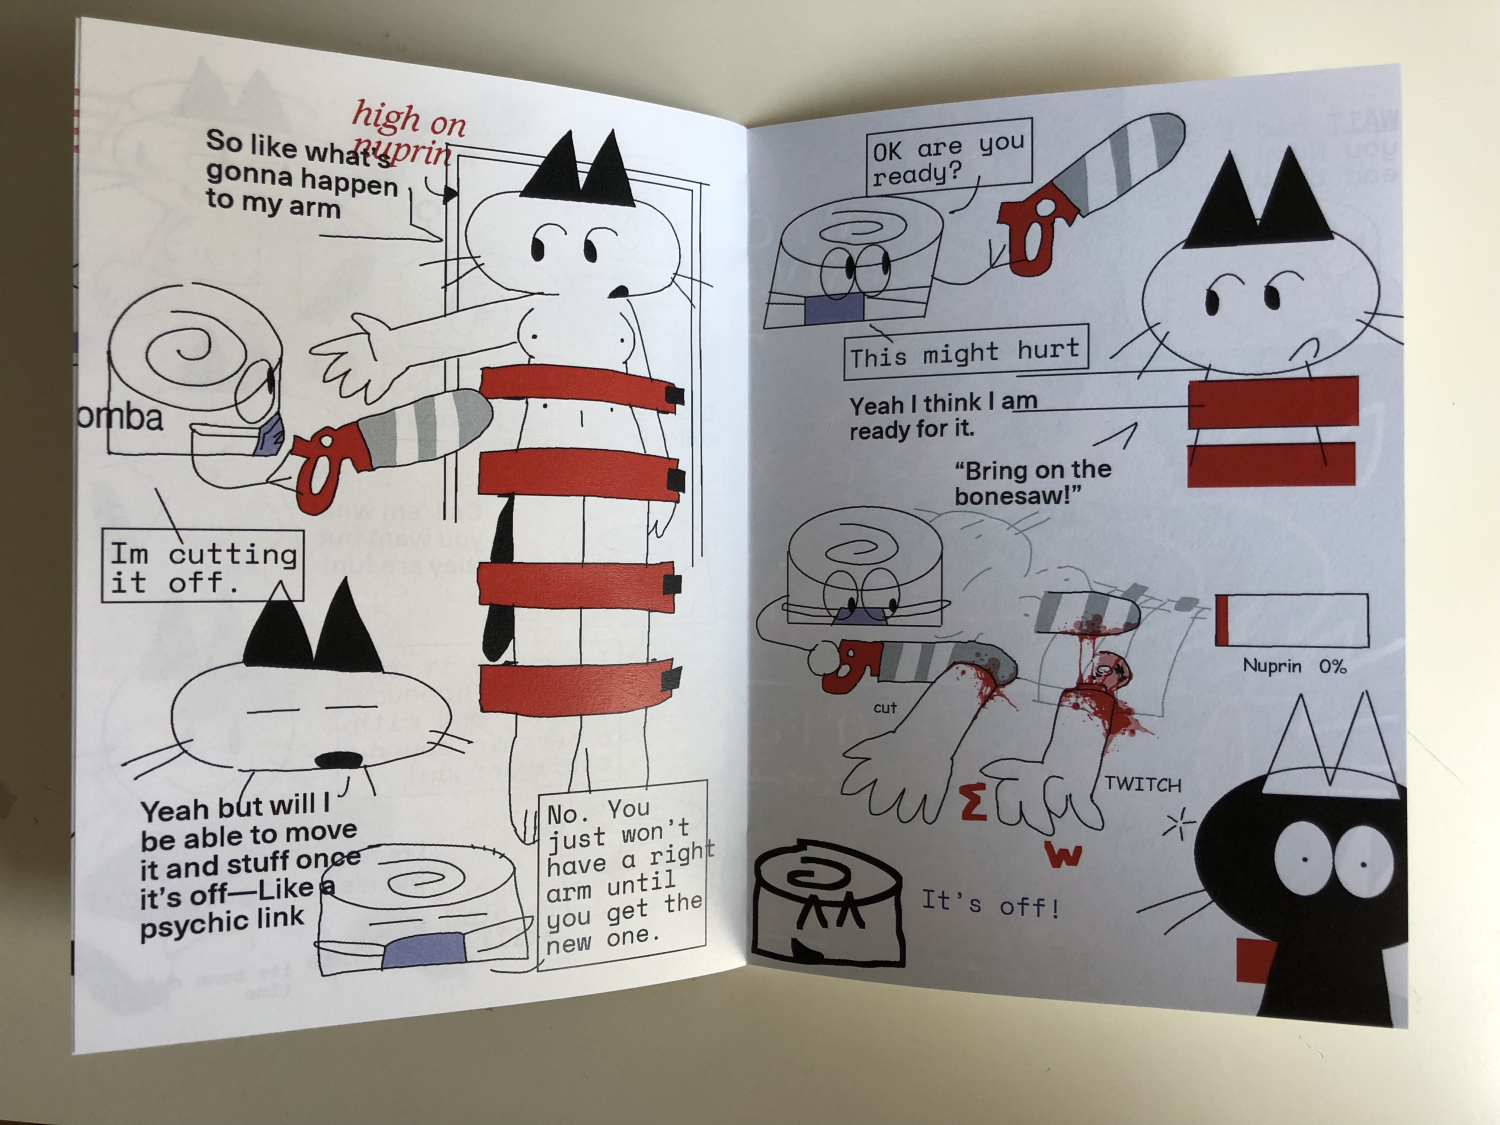 high on
nuprin
So like what's
gonna happen
to my arm
omba
Im cutting
it off.
Yeah but will I
be able to move
it and stuff once
it's off—Like a
psychic link
No. You
just won't
have a right
arm until
you get the
new one.
OK are you
ready?
This might hurt
Yeah I think I am
ready for it.
“Bring on the
bonesaw!”
Nuprin 0%
cut
TWITCH
It's off!